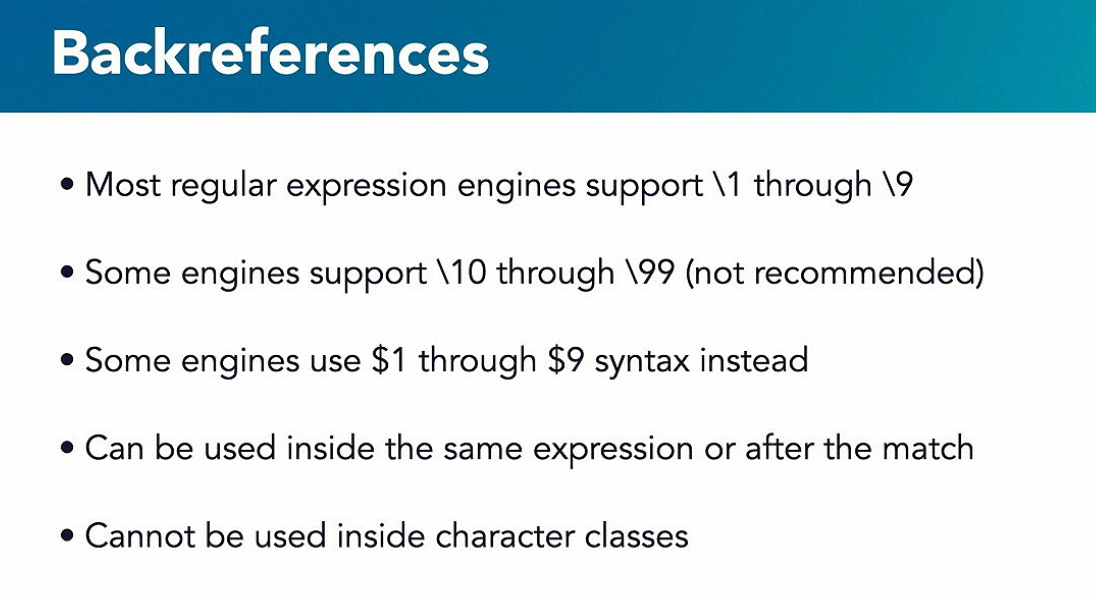 Backreferences
• Most regular expression engines support \1 through \9
• Some engines support \10 through \99 (not recommended)
• Some engines use $1 through $9 syntax instead
• Can be used inside the same expression or after the match
• Cannot be used inside character classes